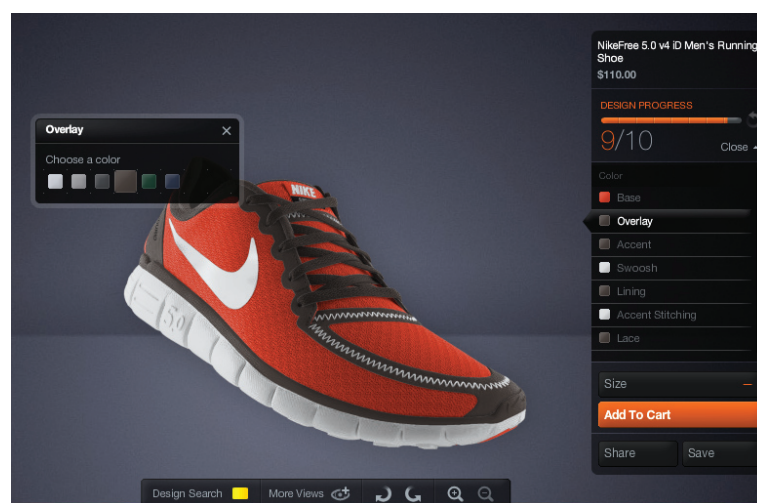 NikeFree 5.0 v4 iD Men's Running
Shoe
$110.00
DESIGN PROGRESS
9/10
Close
Overlay
Choose a color
Color
Base
Overlay
Accent
Swoosh
Lining
Accent Stitching
Lace
Size
Add To Cart
Share
Save
NIKE
5.0
Design Search
More Views